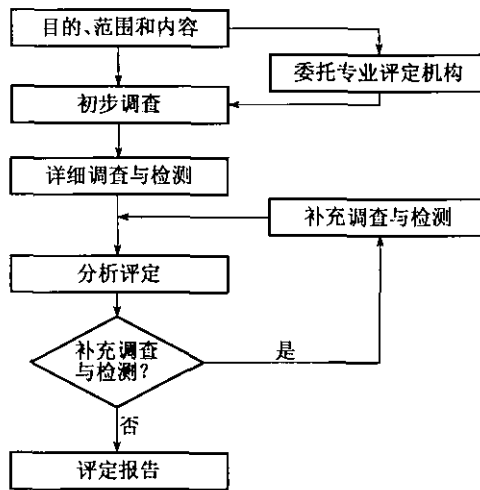 目的、范围和内容
委托专业评定机构
初步调查
详细调查与检测
补充调查与检测
分析评定
补充调查
与检测?
是
否
评定报告